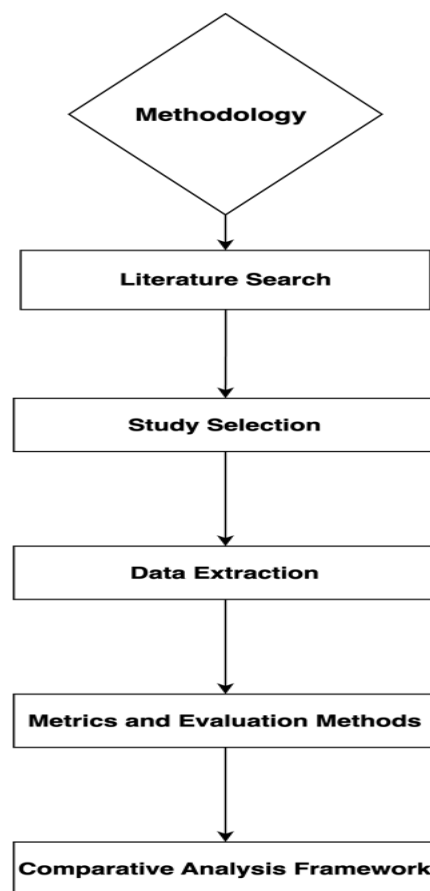 Methodology
Literature Search
Study Selection
Data Extraction
Metrics and Evaluation Methods
Comparative Analysis Framework